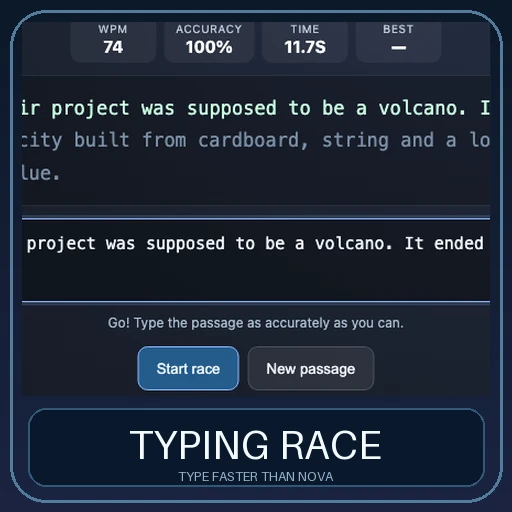 WPM
74
ACCURACY
100%
TIME
11.7S
BEST
—
ir project was supposed to be a volcano. I
city built from cardboard, string and a lo
lue.
project was supposed to be a volcano. It ended
Go! Type the passage as accurately as you can.
Start race
New passage
TYPING RACE
TYPE FASTER THAN NOVA